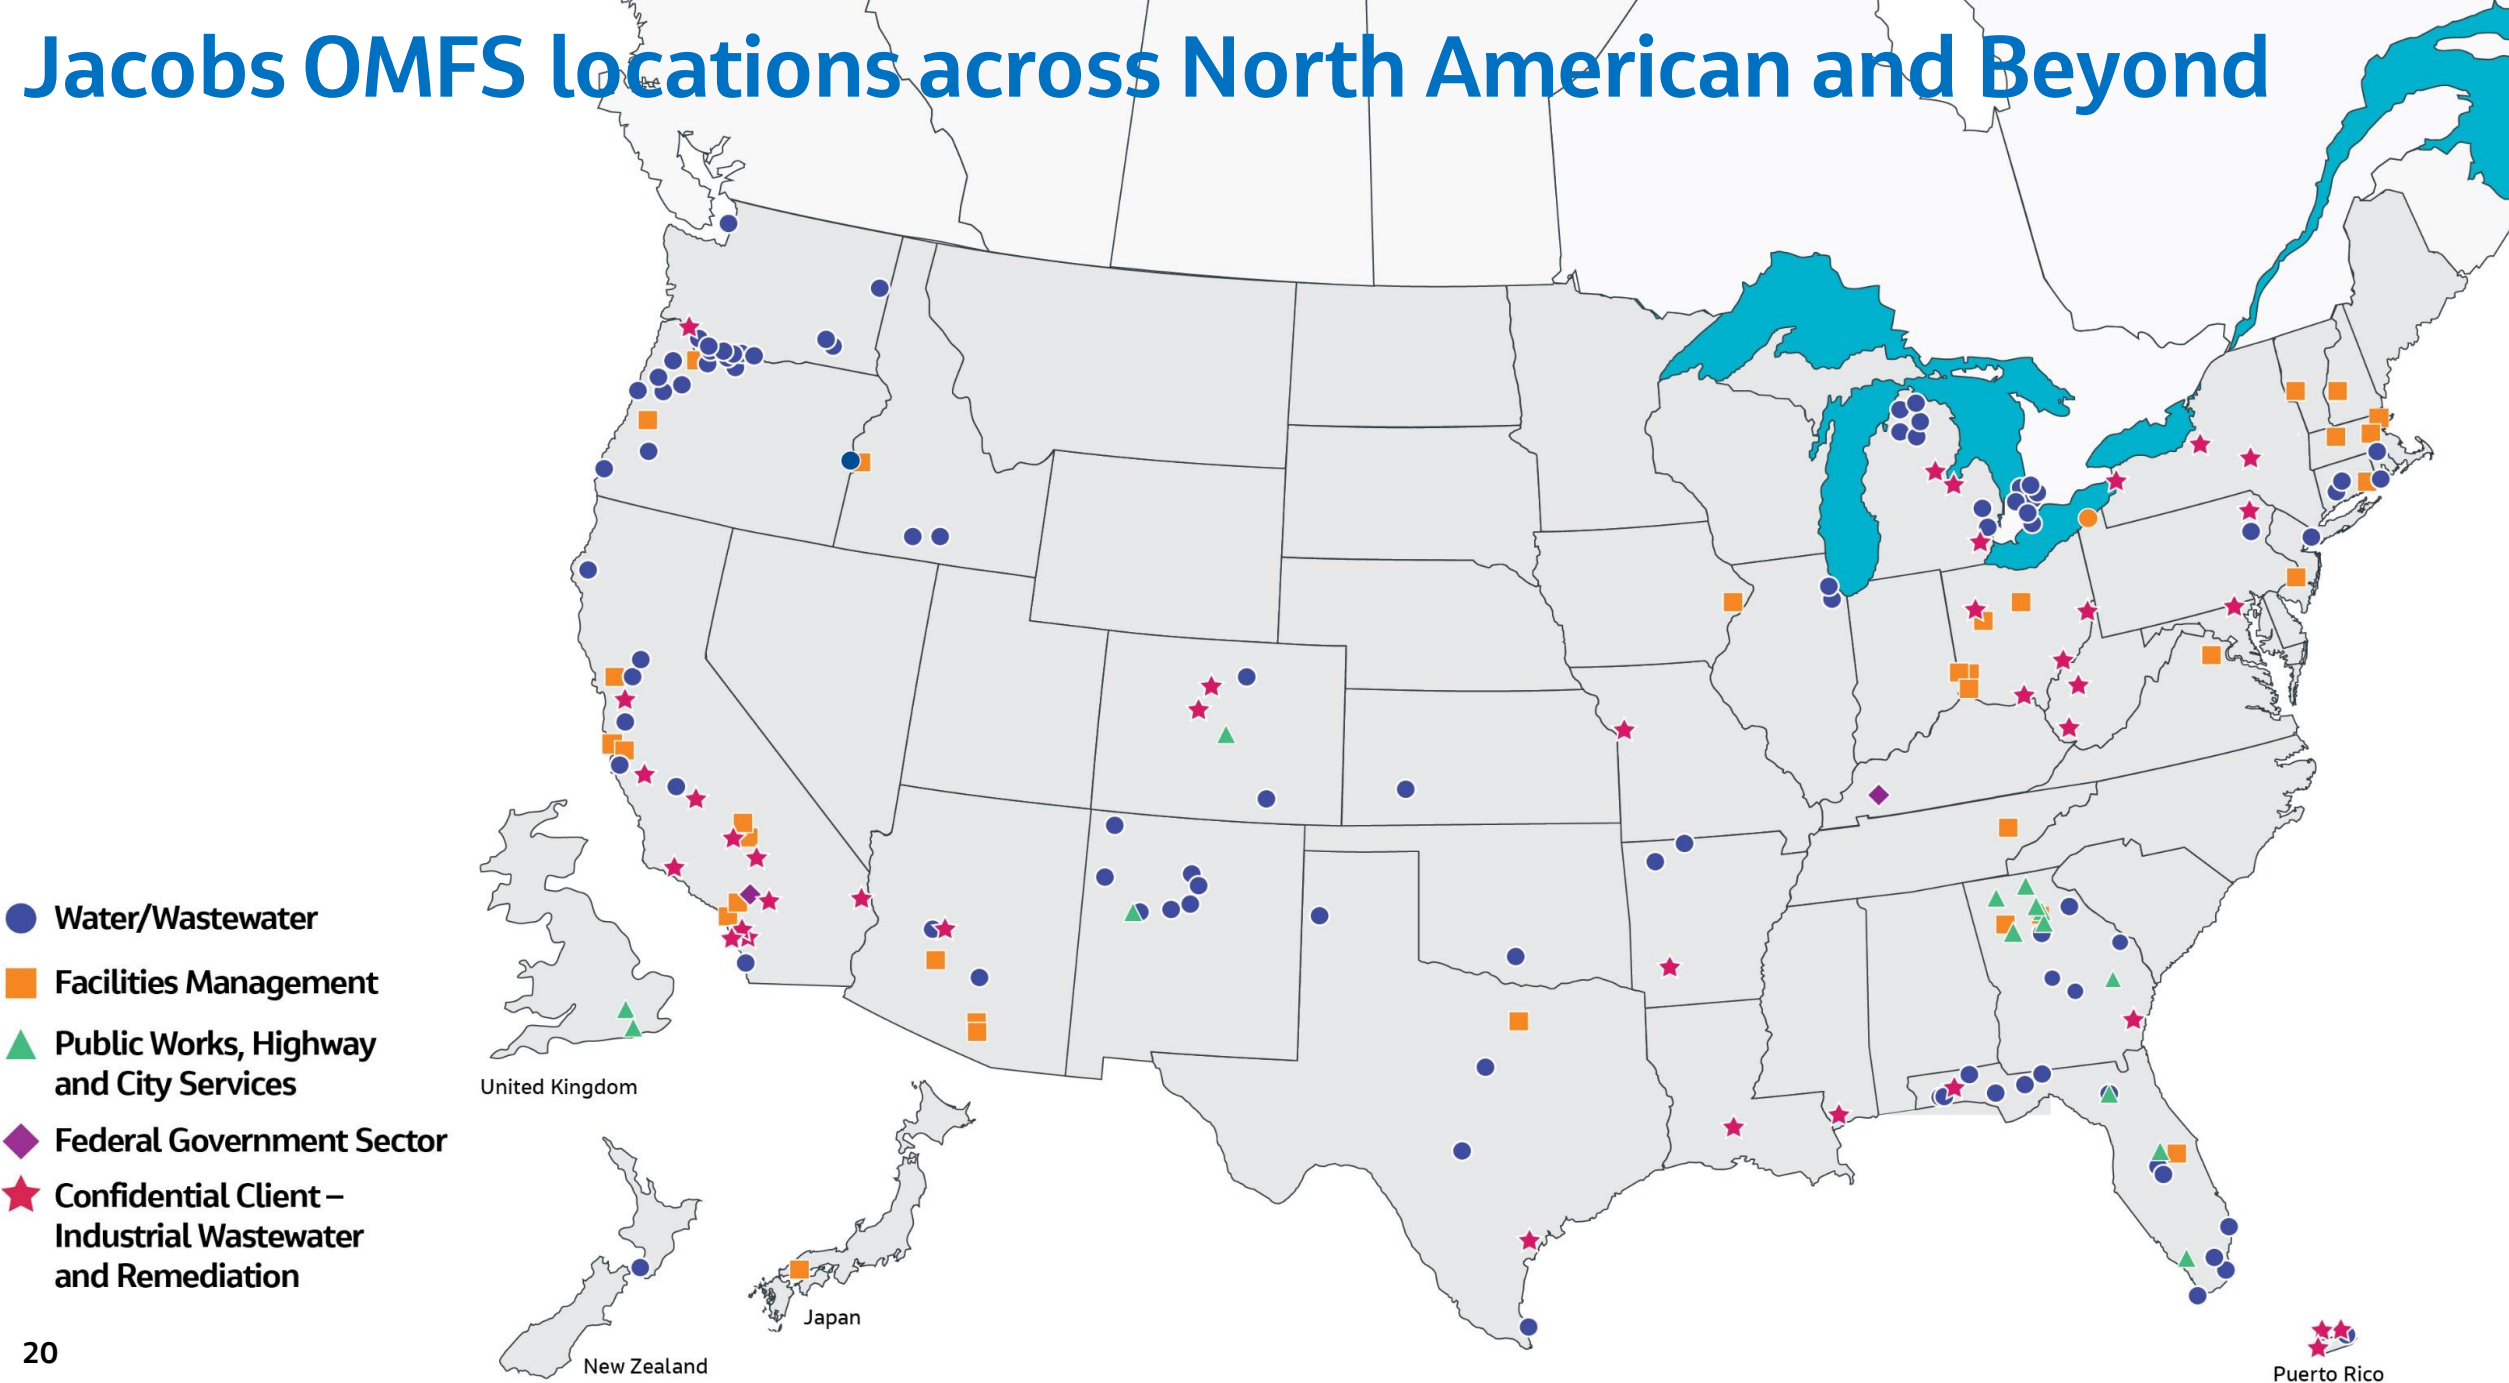 Jacobs OMFS locations across North American and Beyond
Water/Wastewater
Facilities Management
Public Works, Highway
and City Services
Federal Government Sector
Confidential Client –
Industrial Wastewater
and Remediation
United Kingdom
Japan
New Zealand
Puerto Rico
20